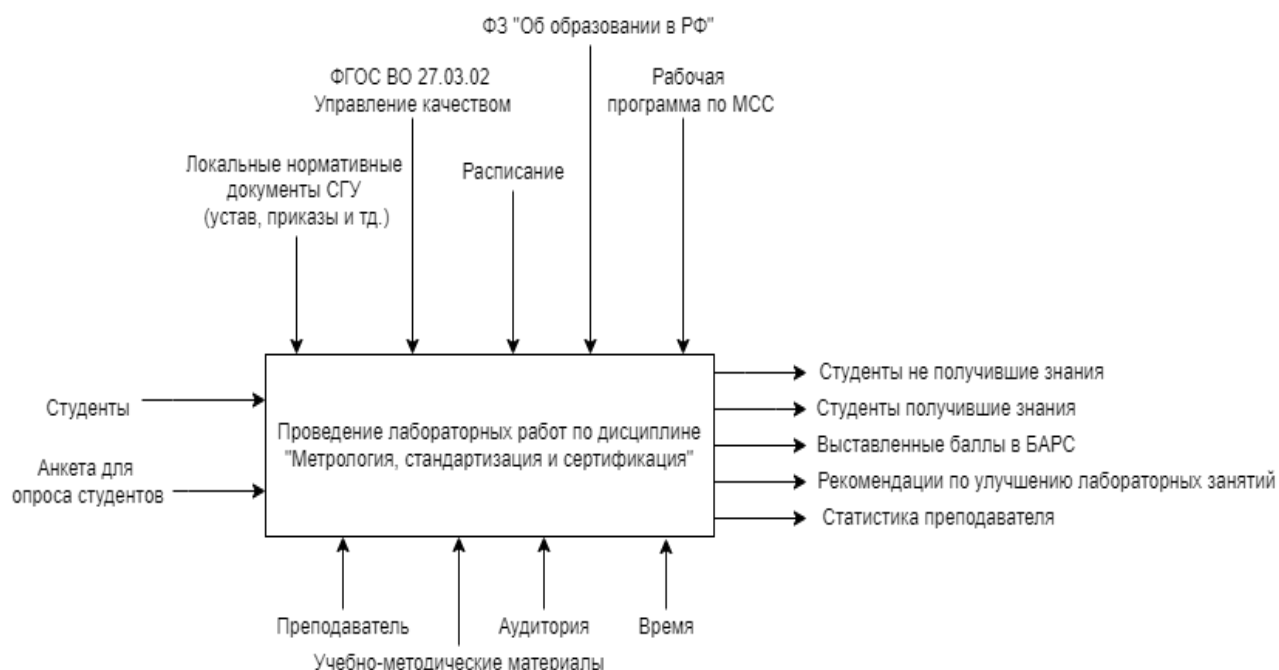 ФЗ "Об образовании в РФ"
ФГОС ВО 27.03.02
Управление качеством
Рабочая
программа по МСС
Локальные нормативные
документы СГУ
(устав, приказы и тд.)
Расписание
Студенты
Анкета для
опроса студентов
Проведение лабораторных работ по дисциплине
"Метрология, стандартизация и сертификация"
Студенты не получившие знания
Студенты получившие знания
Выставленные баллы в БАРС
Рекомендации по улучшению лабораторных занятий
Статистика преподавателя
Преподаватель
Аудитория
Время
Учебно-методические материалы